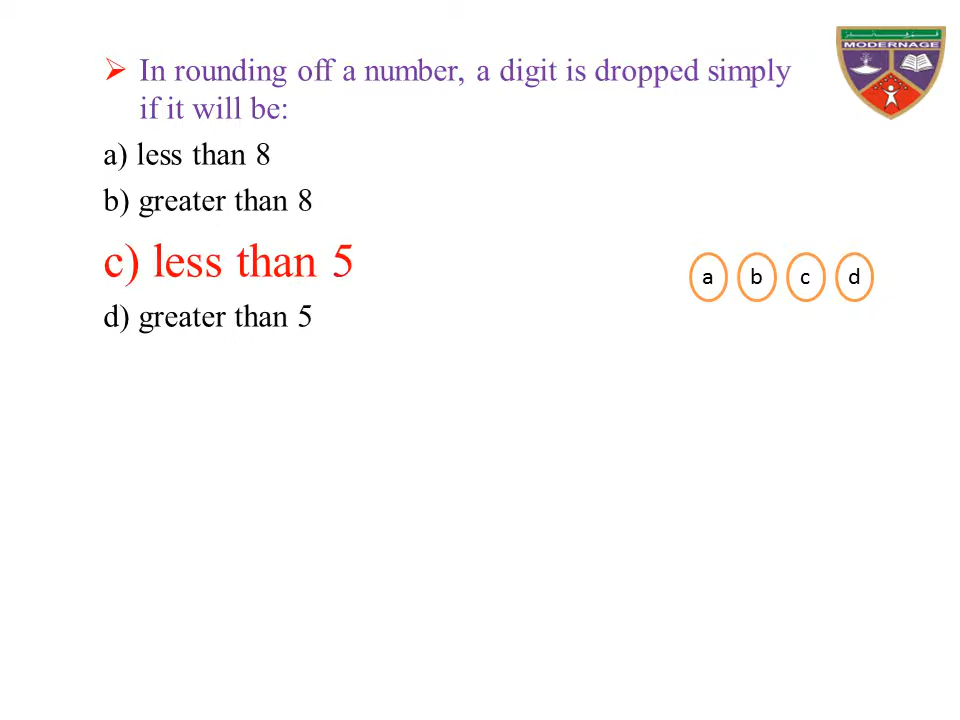 ➢ In rounding off a number, a digit is dropped simply
if it will be:
a) less than 8
b) greater than 8
c) less than 5
d) greater than 5
a b c d
MODERNAGE